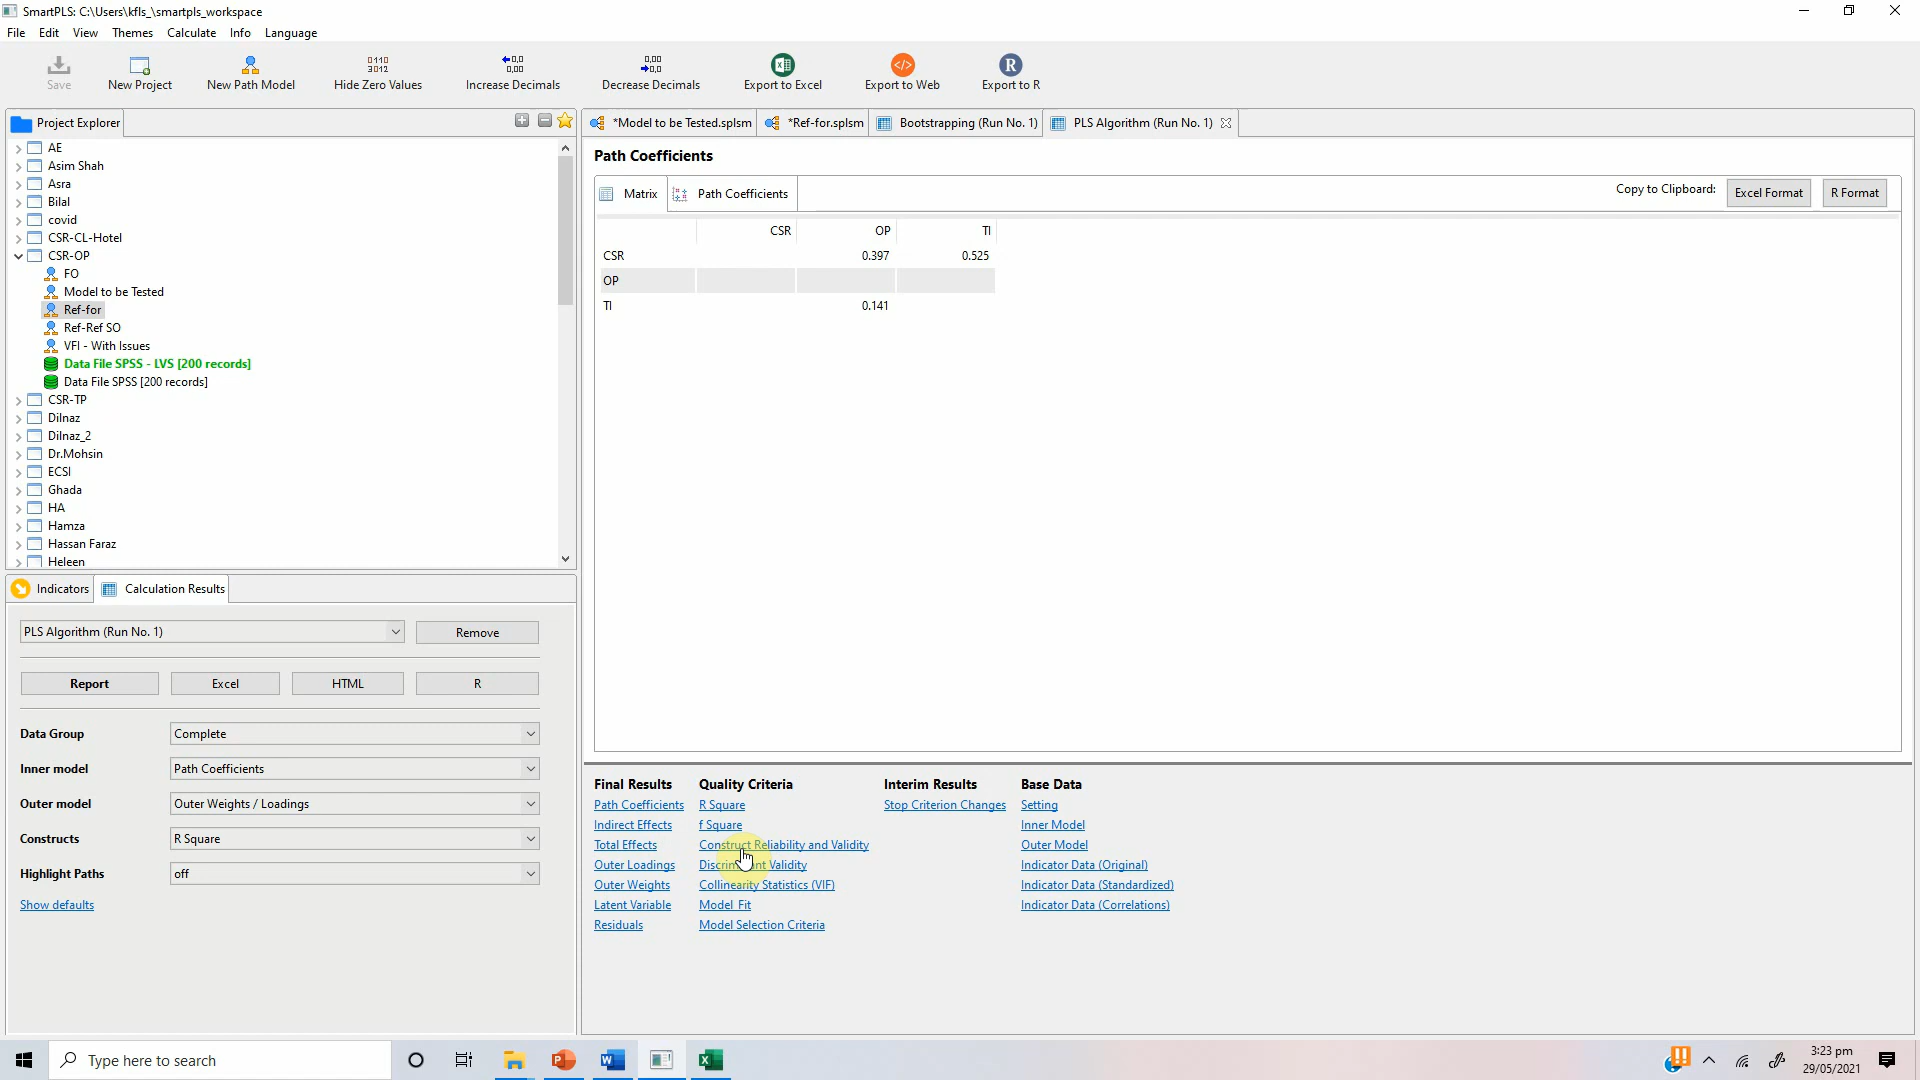 SmartPLS: C:\Users\kfls_\smartpls_workspace
File Edit View Themes Calculate Info Language
Save
New Project
New Path Model
Hide Zero Values
Increase Decimals
Decrease Decimals
Export to Excel
Export to Web
Export to R
Project Explorer
AE
Asim Shah
Asra
Bilal
covid
CSR-CL-Hotel
CSR-OP
FO
Model to be Tested
Ref-for
Ref-Ref SO
VFI - With Issues
Data File SPSS - LVS [200 records]
Data File SPSS [200 records]
CSR-TP
Dilnaz
Dilnaz_2
Dr.Mohsin
ECSI
Ghada
HA
Hamza
Hassan Faraz
Heleen
Indicators Calculation Results
PLS Algorithm (Run No. 1) Remove
Report Excel HTML R
Data Group Complete
Inner model Path Coefficients
Outer model Outer Weights / Loadings
Constructs R Square
Highlight Paths off
Show defaults
*Model to be Tested.splsm *Ref-for.splsm Bootstrapping (Run No. 1) PLS Algorithm (Run No. 1)
Path Coefficients
Matrix Path Coefficients Copy to Clipboard: Excel Format R Format
CSR OP TI
CSR 0.397 0.525
OP
TI 0.141
Final Results
Path Coefficients
Indirect Effects
Total Effects
Outer Loadings
Outer Weights
Latent Variable
Residuals
Quality Criteria
R Square
f Square
Construct Reliability and Validity
Discriminant Validity
Collinearity Statistics (VIF)
Model_Fit
Model Selection Criteria
Interim Results
Stop Criterion Changes
Base Data
Setting
Inner Model
Outer Model
Indicator Data (Original)
Indicator Data (Standardized)
Indicator Data (Correlations)
Type here to search
3:23 pm
29/05/2021